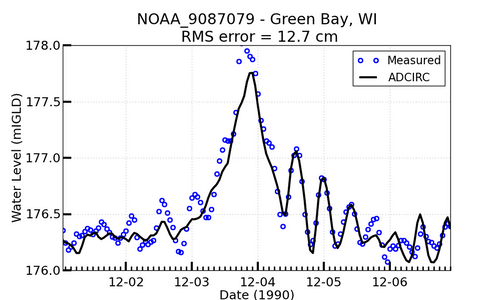 NOAA_9087079 - Green Bay, WI
RMS error = 12.7 cm
178.0
177.5
177.0
176.5
176.0
Water Level (mIGLD)
Measured
ADCIRC
12-02 12-03 12-04 12-05 12-06
Date (1990)